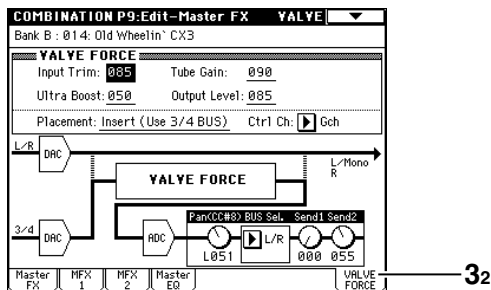 COMBINATION P9:Edit-Master FX VALVE
Bank B : 014: Old Wheelin` CX3
VALVE FORCE
Input Trim: 085 Tube Gain: 090
Ultra Boost: 050 Output Level: 085
Placement: Insert (Use 3/4 BUS) Ctrl Ch: Gch
L/R DAC L/Mono
R
VALVE FORCE
Pan(CC#8) BUS Sel. Send1 Send2
3/4 DAC ADC L/R
L051 000 055
Master FX MFX 1 MFX 2 Master EQ VALVE FORCE 32